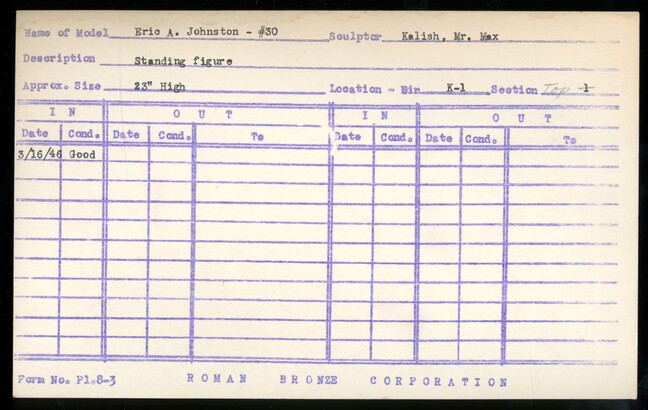 Name of Model Eric A. Johnston - #30 Sculptor Kalish, Mr. Max
Description Standing figure
Approx. Size 23" High Location - Bin K-1 Section Top -1
IN OUT IN OUT
Date Cond. Date Cond. To Date Cond. Date Cond. To
3/16/46 Good
Form No. P1.8-3 ROMAN BRONZE CORPORATION